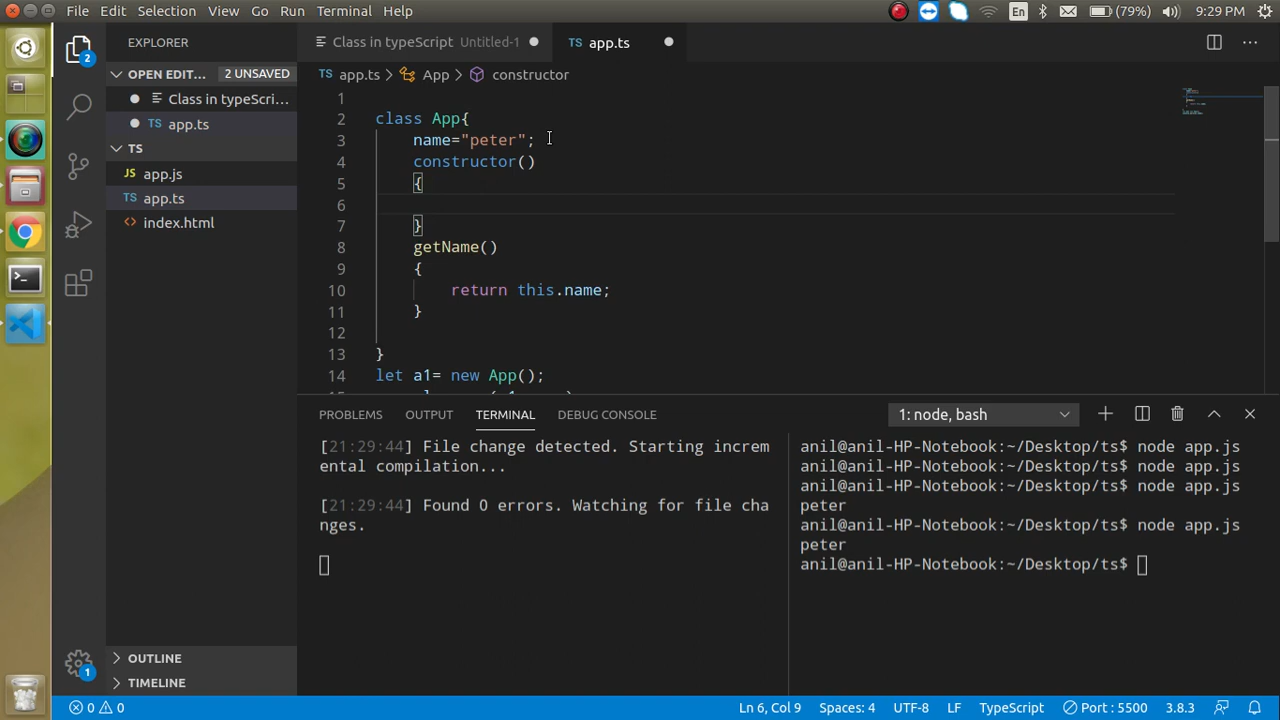 File Edit Selection View Go Run Terminal Help
En (79%) 9:29 PM
EXPLORER
OPEN EDIT... 2 UNSAVED
Class in typeScri...
app.ts
TS
app.js
app.ts
index.html
OUTLINE
TIMELINE
2
1
Class in typeScript Untitled-1
TS app.ts
TS app.ts > App > constructor
1
2 class App{
3 name="peter";
4 constructor()
5 {
6
7 }
8 getName()
9 {
10 return this.name;
11 }
12
13 }
14 let a1= new App();
PROBLEMS OUTPUT TERMINAL DEBUG CONSOLE 1: node, bash
[21:29:44] File change detected. Starting increm
ental compilation...
[21:29:44] Found 0 errors. Watching for file cha
nges.
anil@anil-HP-Notebook:~/Desktop/ts$ node app.js
anil@anil-HP-Notebook:~/Desktop/ts$ node app.js
anil@anil-HP-Notebook:~/Desktop/ts$ node app.js
peter
anil@anil-HP-Notebook:~/Desktop/ts$ node app.js
peter
anil@anil-HP-Notebook:~/Desktop/ts$
0 0 Ln 6, Col 9 Spaces: 4 UTF-8 LF TypeScript Port : 5500 3.8.3